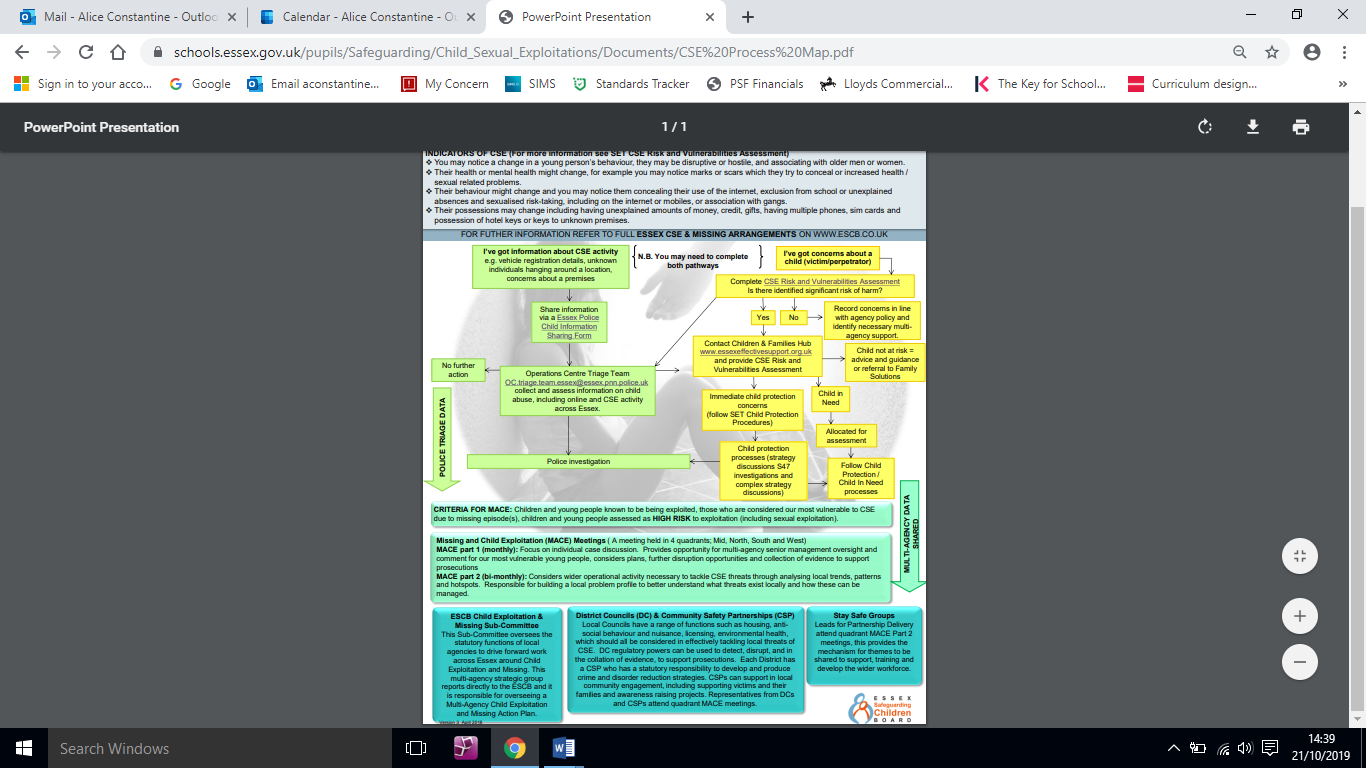 Mail - Alice Constantine - Outloo
Calendar - Alice Constantine - Ou
PowerPoint Presentation
schools.essex.gov.uk/pupils/Safeguarding/Child_Sexual_Exploitations/Documents/CSE%20Process%20Map.pdf
Sign in to your acco...
Google
Email aconstantine...
My Concern
SIMS
Standards Tracker
PSF Financials
Lloyds Commercial...
The Key for School...
Curriculum design...
»
PowerPoint Presentation
1 / 1
INDICATORS OF CSE (For more information see SET CSE Risk and Vulnerabilities Assessment)
❖ You may notice a change in a young person's behaviour, they may be disruptive or hostile, and associating with older men or women.
❖ Their health or mental health might change, for example you may notice marks or scars which they try to conceal or increased health /
sexual related problems.
❖ Their behaviour might change and you may notice them concealing their use of the internet, exclusion from school or unexplained
absences and sexualised risk-taking, including on the internet or mobiles, or association with gangs.
❖ Their possessions may change including having unexplained amounts of money, credit, gifts, having multiple phones, sim cards and
possession of hotel keys or keys to unknown premises.
FOR FUTHER INFORMATION REFER TO FULL ESSEX CSE & MISSING ARRANGEMENTS ON WWW.ESCB.CO.UK
I've got information about CSE activity
e.g. vehicle registration details, unknown
individuals hanging around a location,
concerns about a premises
N.B. You may need to complete
both pathways
I've got concerns about a
child (victim/perpetrator)
Complete CSE Risk and Vulnerabilities Assessment
Is there identified significant risk of harm?
Share information
via a Essex Police
Child Information
Sharing Form
Yes
No
Record concerns in line
with agency policy and
identify necessary multi-
agency support.
Contact Children & Families Hub
www.essexeffectivesupport.org.uk
and provide CSE Risk and
Vulnerabilities Assessment
Child not at risk =
advice and guidance
or referral to Family
Solutions
No further
action
Operations Centre Triage Team
OC.triage.team.essex@essex.pnn.police.uk
collect and assess information on child
abuse, including online and CSE activity
across Essex.
Immediate child protection
concerns
(follow SET Child Protection
Procedures)
Child in
Need
Allocated for
assessment
POLICE TRIAGE DATA
Police investigation
Child protection
processes (strategy
discussions S47
investigations and
complex strategy
discussions)
Follow Child
Protection /
Child In Need
processes
MULTI-AGENCY DATA
SHARED
CRITERIA FOR MACE: Children and young people known to be being exploited, those who are considered our most vulnerable to CSE
due to missing episode(s), children and young people assessed as HIGH RISK to exploitation (including sexual exploitation).
Missing and Child Exploitation (MACE) Meetings ( A meeting held in 4 quadrants; Mid, North, South and West)
MACE part 1 (monthly): Focus on individual case discussion. Provides opportunity for multi-agency senior management oversight and
comment for our most vulnerable young people, considers plans, further disruption opportunities and collection of evidence to support
prosecutions
MACE part 2 (bi-monthly): Considers wider operational activity necessary to tackle CSE threats through analysing local trends, patterns
and hotspots. Responsible for building a local problem profile to better understand what threats exist locally and how these can be
managed.
ESCB Child Exploitation &
Missing Sub-Committee
This Sub-Committee oversees the
statutory functions of local
agencies to drive forward work
across Essex around Child
Exploitation and Missing. This
multi-agency strategic group
reports directly to the ESCB and it
is responsible for overseeing a
Multi-Agency Child Exploitation
and Missing Action Plan.
District Councils (DC) & Community Safety Partnerships (CSP)
Local Councils have a range of functions such as housing, anti-
social behaviour and nuisance, licensing, environmental health,
which should all be considered in effectively tackling local threats of
CSE. DC regulatory powers can be used to detect, disrupt, and in
the collation of evidence, to support prosecutions. Each District has
a CSP who has a statutory responsibility to develop and produce
crime and disorder reduction strategies. CSPs can support in local
community engagement, including supporting victims and their
families and awareness raising projects. Representatives from DCs
and CSPs attend quadrant MACE meetings.
Stay Safe Groups
Leads for Partnership Delivery
attend quadrant MACE Part 2
meetings, this provides the
mechanism for themes to be
shared to support, training and
develop the wider workforce.
ESSEX
Safeguarding
Children
BOARD
Version 3: April 2018
Search Windows
14:39
21/10/2019